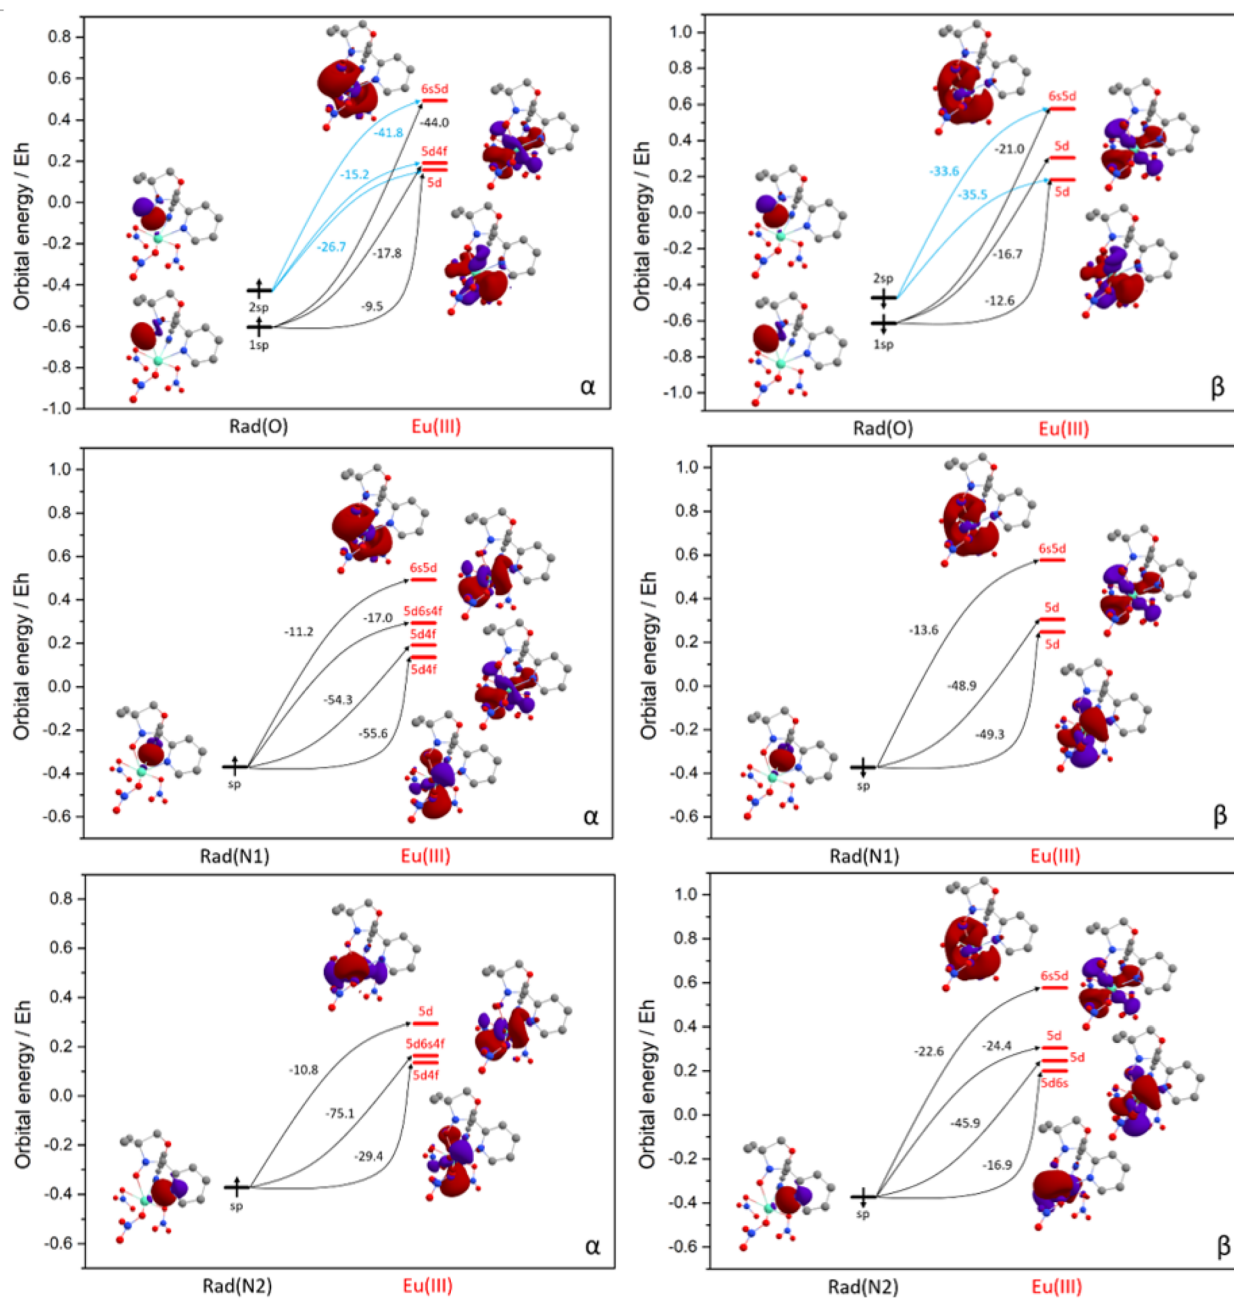 0.8
0.6
0.4
0.2
0.0
-0.2
-0.4
-0.6
-0.8
-1.0
Orbital energy / Eh
6s5d
-44.0
-41.8
5d4f
-15.2
5d
-26.7
-17.8
2sp
-9.5
1sp
α
Rad(O)
Eu(III)
1.0
0.8
0.6
0.4
0.2
0.0
-0.2
-0.4
-0.6
-0.8
-1.0
Orbital energy / Eh
6s5d
-21.0
5d
-33.6
5d
-35.5
-16.7
2sp
-12.6
1sp
β
Rad(O)
Eu(III)
1.0
0.8
0.6
0.4
0.2
0.0
-0.2
-0.4
-0.6
Orbital energy / Eh
6s5d
-17.0
5d6s4f
-11.2
5d4f
5d4f
-54.3
-55.6
sp
α
Rad(N1)
Eu(III)
1.0
0.8
0.6
0.4
0.2
0.0
-0.2
-0.4
-0.6
Orbital energy / Eh
6s5d
-13.6
5d
5d
-48.9
-49.3
sp
β
Rad(N1)
Eu(III)
0.8
0.6
0.4
0.2
0.0
-0.2
-0.4
-0.6
Orbital energy / Eh
5d
5d6s4f
-10.8
5d4f
-75.1
-29.4
sp
α
Rad(N2)
Eu(III)
1.0
0.8
0.6
0.4
0.2
0.0
-0.2
-0.4
-0.6
Orbital energy / Eh
6s5d
-24.4
5d
-22.6
5d
5d6s
-45.9
-16.9
sp
β
Rad(N2)
Eu(III)